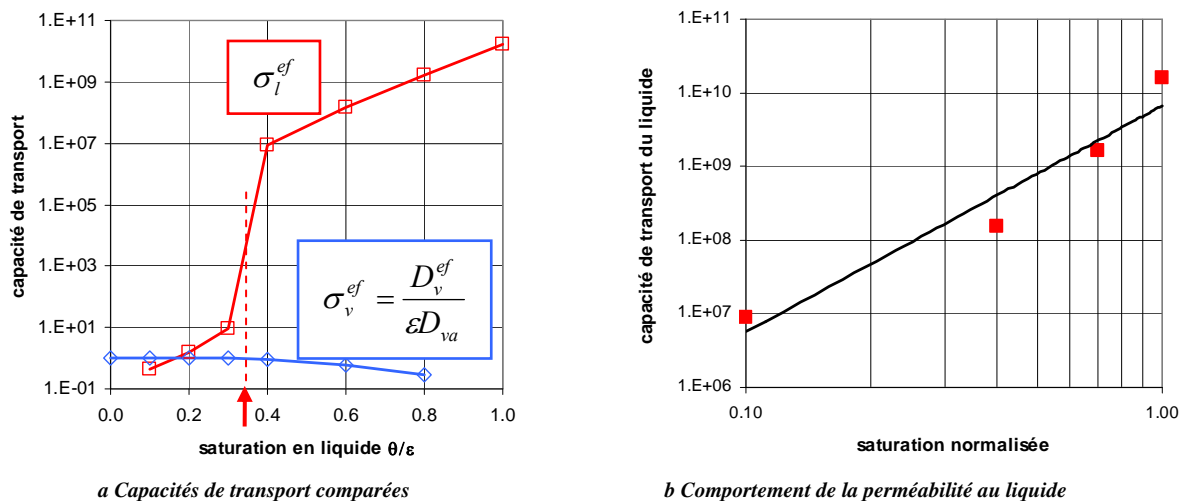 1.E+11
1.E+09
1.E+07
1.E+05
1.E+03
1.E+01
1.E-01
capacité de transport
σ_l^{ef}
σ_v^{ef} = D_v^{ef} / εD_{va}
0.0 0.2 0.4 0.6 0.8 1.0
saturation en liquide θ/ε
a Capacités de transport comparées
1.E+11
1.E+10
1.E+09
1.E+08
1.E+07
1.E+06
capacité de transport du liquide
0.10 1.00
saturation normalisée
b Comportement de la perméabilité au liquide